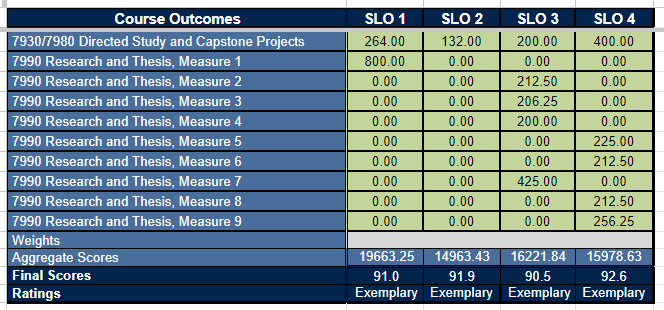 Course Outcomes SLO 1 SLO 2 SLO 3 SLO 4
7930/7980 Directed Study and Capstone Projects 264.00 132.00 200.00 400.00
7990 Research and Thesis, Measure 1 800.00 0.00 0.00 0.00
7990 Research and Thesis, Measure 2 0.00 0.00 212.50 0.00
7990 Research and Thesis, Measure 3 0.00 0.00 206.25 0.00
7990 Research and Thesis, Measure 4 0.00 0.00 200.00 0.00
7990 Research and Thesis, Measure 5 0.00 0.00 0.00 225.00
7990 Research and Thesis, Measure 6 0.00 0.00 0.00 212.50
7990 Research and Thesis, Measure 7 0.00 0.00 425.00 0.00
7990 Research and Thesis, Measure 8 0.00 0.00 0.00 212.50
7990 Research and Thesis, Measure 9 0.00 0.00 0.00 256.25
Weights
Aggregate Scores 19663.25 14963.43 16221.84 15978.63
Final Scores 91.0 91.9 90.5 92.6
Ratings Exemplary Exemplary Exemplary Exemplary